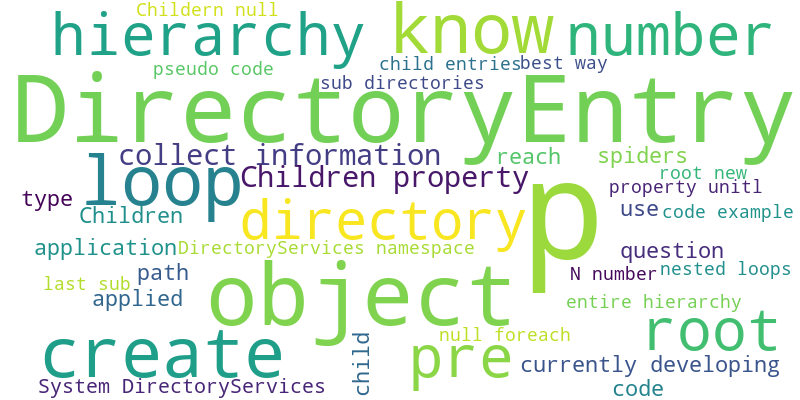 Childern null
hierarchy
know
number
pseudo code
child entries
best way
sub directories
DirectoryEntry
collect information
reach
spiders
loop
Children property
p
root new
property unitl
type
Children
directory
use
code example
application
DirectoryServices namespace
question
path
object
N number
nested loops
last sub
applied
entire hierarchy
create
child
pre
null foreach
root
currently developing
System DirectoryServices
code